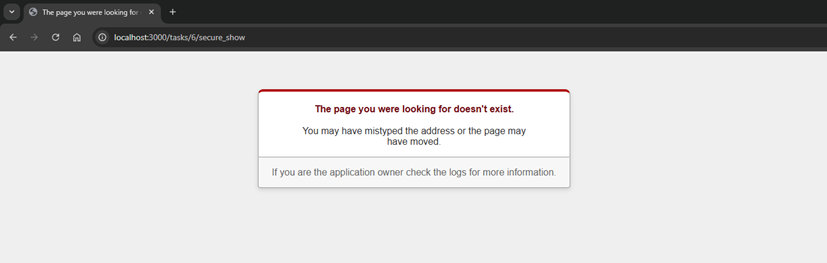 The page you were looking for
localhost:3000/tasks/6/secure_show
The page you were looking for doesn't exist.
You may have mistyped the address or the page may
have moved.
If you are the application owner check the logs for more information.